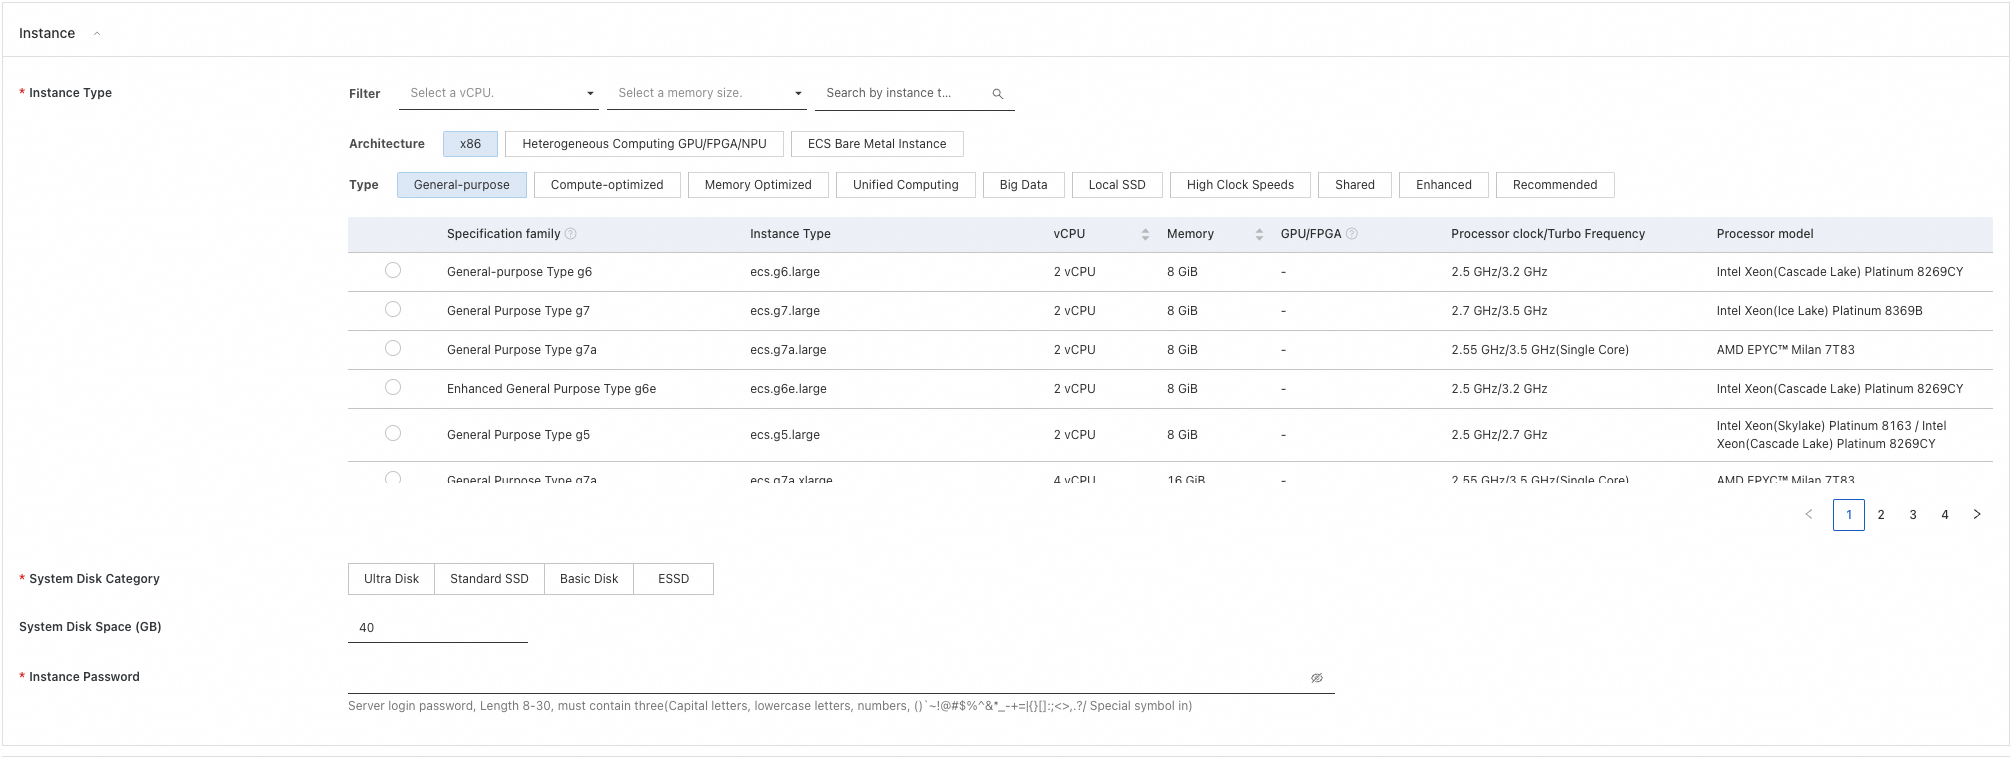 Instance
* Instance Type
Filter Select a vCPU. Select a memory size. Search by instance t...
Architecture x86 Heterogeneous Computing GPU/FPGA/NPU ECS Bare Metal Instance
Type General-purpose Compute-optimized Memory Optimized Unified Computing Big Data Local SSD High Clock Speeds Shared Enhanced Recommended
Specification family Instance Type vCPU Memory GPU/FPGA Processor clock/Turbo Frequency Processor model
General-purpose Type g6 ecs.g6.large 2 vCPU 8 GiB - 2.5 GHz/3.2 GHz Intel Xeon(Cascade Lake) Platinum 8269CY
General Purpose Type g7 ecs.g7.large 2 vCPU 8 GiB - 2.7 GHz/3.5 GHz Intel Xeon(Ice Lake) Platinum 8369B
General Purpose Type g7a ecs.g7a.large 2 vCPU 8 GiB - 2.55 GHz/3.5 GHz(Single Core) AMD EPYC™ Milan 7T83
Enhanced General Purpose Type g6e ecs.g6e.large 2 vCPU 8 GiB - 2.5 GHz/3.2 GHz Intel Xeon(Cascade Lake) Platinum 8269CY
General Purpose Type g5 ecs.g5.large 2 vCPU 8 GiB - 2.5 GHz/2.7 GHz Intel Xeon(Skylake) Platinum 8163 / Intel
Xeon(Cascade Lake) Platinum 8269CY
General Purpose Type g7a ecs.g7a.xlarge 4 vCPU 16 GiB - 2.55 GHz/3.5 GHz(Single Core) AMD EPYC™ Milan 7T83
< 1 2 3 4 >
* System Disk Category
Ultra Disk Standard SSD Basic Disk ESSD
System Disk Space (GB)
40
* Instance Password
Server login password, Length 8-30, must contain three(Capital letters, lowercase letters, numbers, ()`~!@#$%^&*_-+=|{}[]:;<>,.?/ Special symbol in)